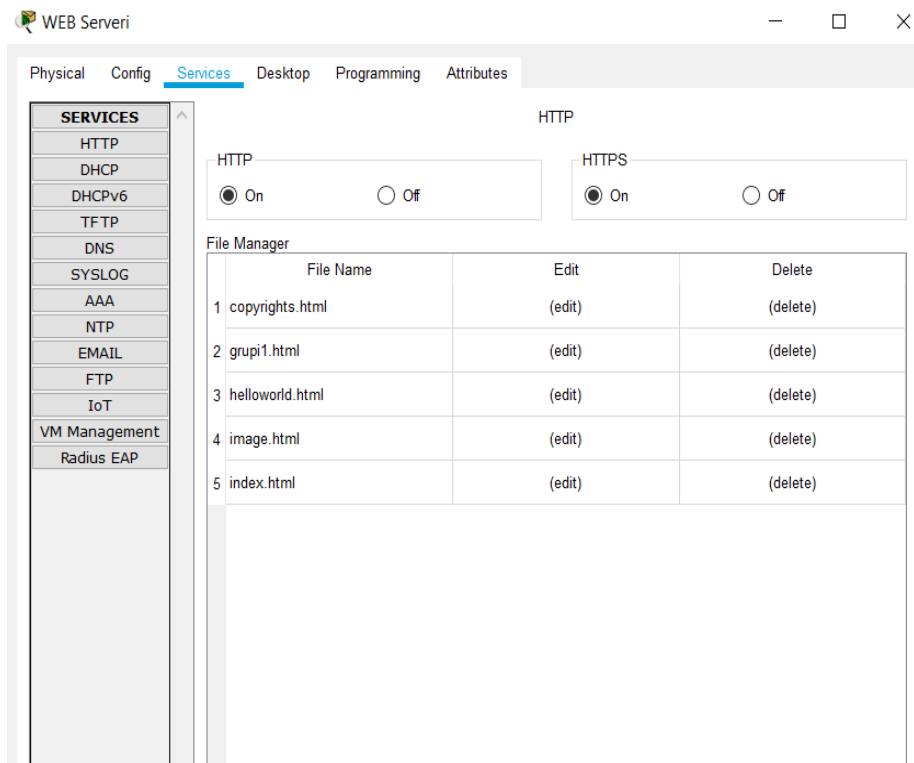 WEB Serveri
Physical Config Services Desktop Programming Attributes
SERVICES
HTTP
DHCP
DHCPv6
TFTP
DNS
SYSLOG
AAA
NTP
EMAIL
FTP
IoT
VM Management
Radius EAP
HTTP
HTTP
On Off
HTTPS
On Off
File Manager
File Name Edit Delete
1 copyrights.html (edit) (delete)
2 grupi1.html (edit) (delete)
3 helloworld.html (edit) (delete)
4 image.html (edit) (delete)
5 index.html (edit) (delete)